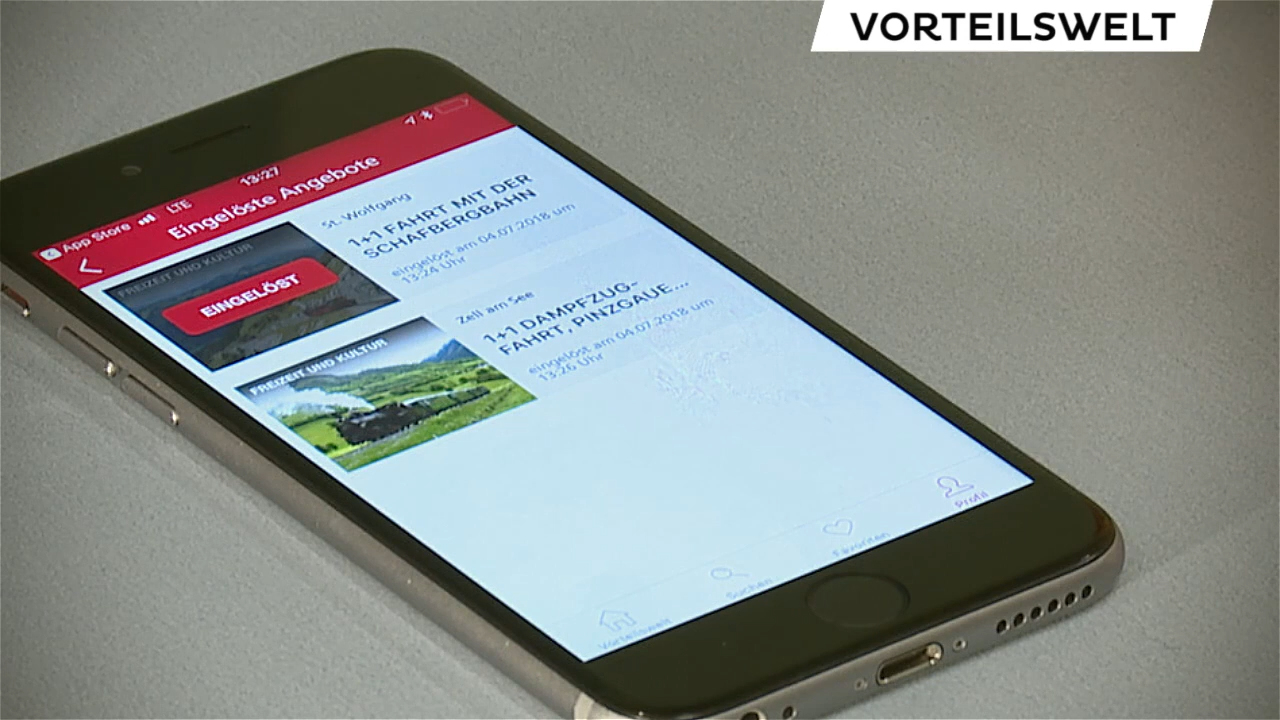 VORTEILSWELT
App Store LTE
13:27
Eingelöste Angebote
FREIZEIT UND KULTUR
EINGELÖST
St. Wolfgang
1+1 FAHRT MIT DER
SCHAFBERGBAHN
eingelöst am 04.07.2018 um
13:24 Uhr
FREIZEIT UND KULTUR
Zell am See
1+1 DAMPFZUG-
FAHRT, PINZGAUE...
eingelöst am 04.07.2018 um
13:26 Uhr
Vorteilswelt
Suchen
Favoriten
Profil